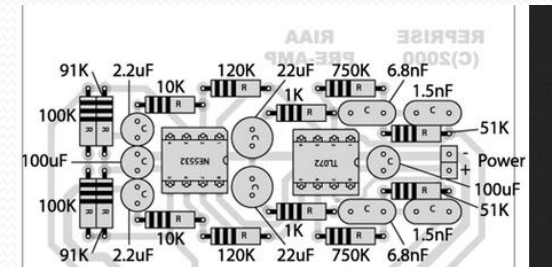 RIAA REPRISE
PRE-AMP (C)2000
91K 2.2uF 120K 22uF 750K 6.8nF
10K 1K 1.5nF
100K R R R R C C
R R C R 51K
C C
100uF C NE5532 TL072 C - Power
+
C C 100uF
100K R R R 51K
R R R C C
10K 1K 1.5nF
91K 2.2uF 120K 22uF 750K 6.8nF